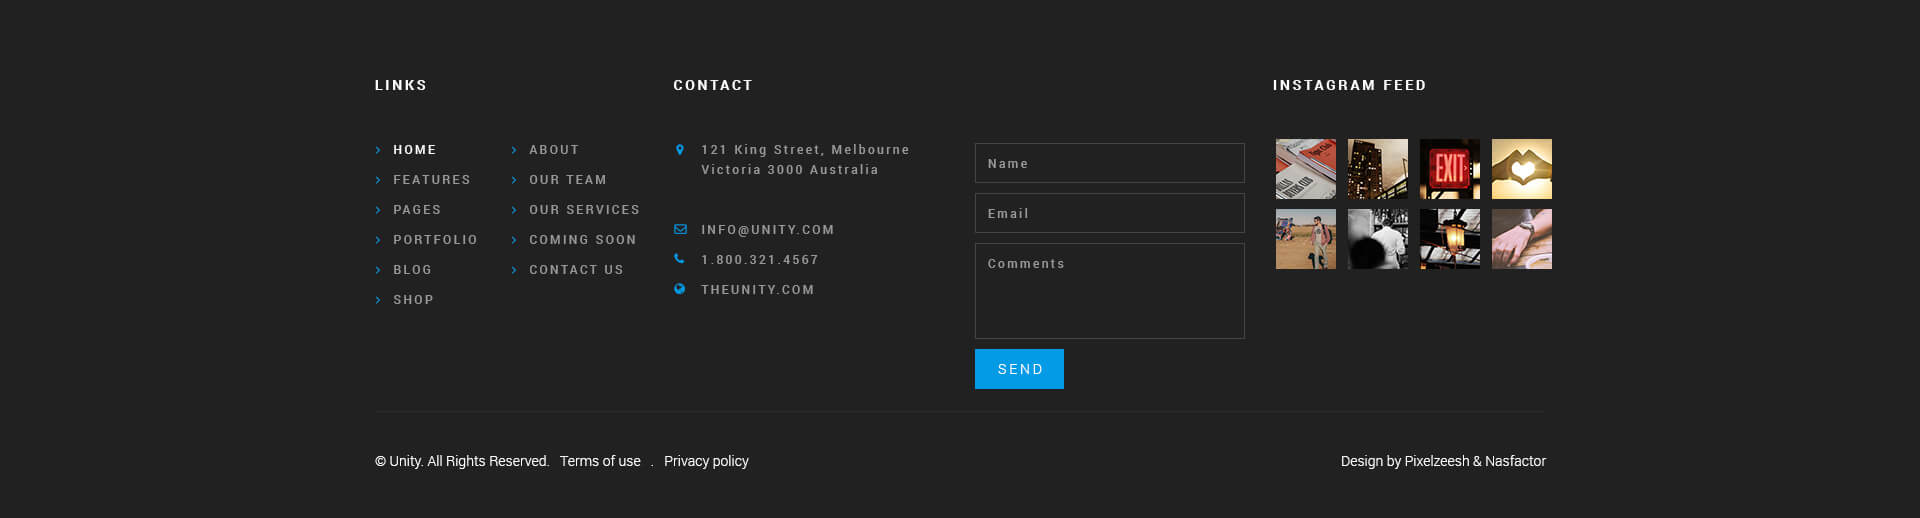 LINKS
HOME
FEATURES
PAGES
PORTFOLIO
BLOG
SHOP
ABOUT
OUR TEAM
OUR SERVICES
COMING SOON
CONTACT US
CONTACT
121 King Street, Melbourne
Victoria 3000 Australia
INFO@UNITY.COM
1.800.321.4567
THEUNITY.COM
Name
Email
Comments
SEND
INSTAGRAM FEED
EXIT
© Unity. All Rights Reserved. Terms of use . Privacy policy
Design by Pixelzeesh & Nasfactor